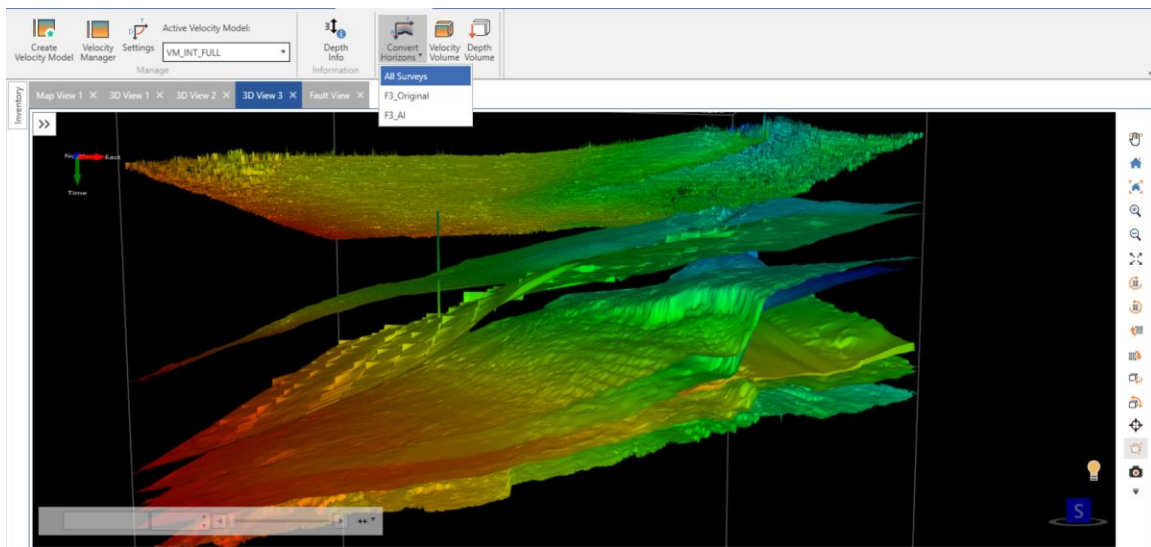 Create
Velocity Model
Velocity
Manager
Settings
Active Velocity Model:
VM_INT_FULL
Manage
Depth
Info
Information
Convert
Horizons
Velocity
Volume
Depth
Volume
All Surveys
F3_Original
F3_AI
Inventory
Map View 1 ×
3D View 1 ×
3D View 2 ×
3D View 3 ×
Fault View ×
East
Time
S